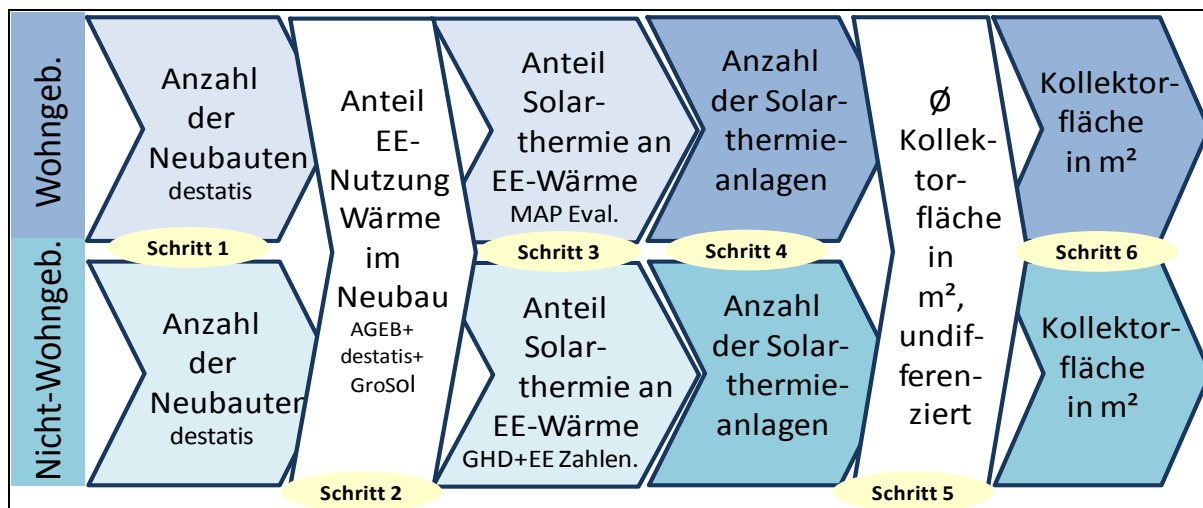 Wohngeb.
Anzahl
der
Neubauten
destatis
Schritt 1
Nicht-Wohngeb.
Anzahl
der
Neubauten
destatis
Anteil
EE-
Nutzung
Wärme
im
Neubau
AGEB+
destatis+
GroSol
Schritt 2
Anteil
Solar-
thermie an
EE-Wärme
MAP Eval.
Schritt 3
Anteil
Solar-
thermie an
EE-Wärme
GHD+EE Zahlen.
Anzahl
der Solar-
thermie-
anlagen
Schritt 4
Anzahl
der Solar-
thermie-
anlagen
Ø
Kollek-
tor-
fläche
in
m²,
undif-
feren-
ziert
Schritt 5
Kollektor-
fläche
in m²
Schritt 6
Kollektor-
fläche
in m²